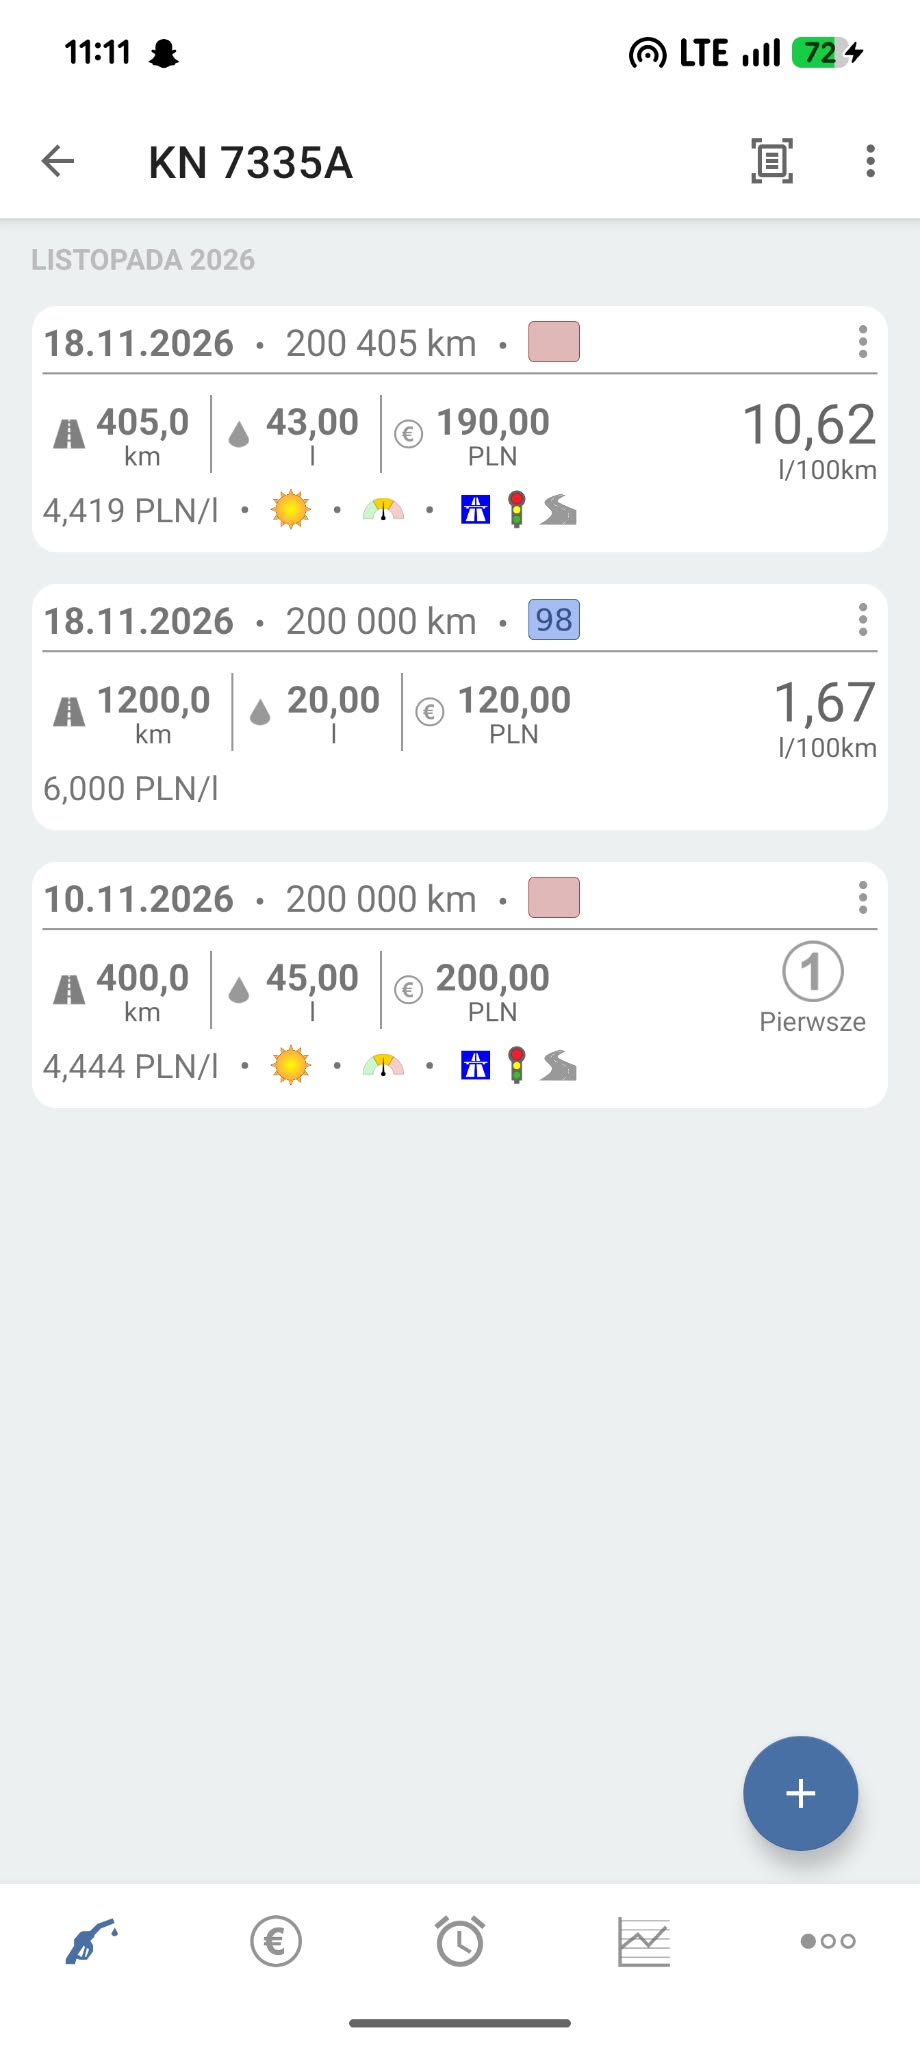 11:11 LTE 72
KN 7335A
LISTOPADA 2026
18.11.2026 • 200 405 km •
405,0 km 43,00 l € 190,00 PLN 10,62 l/100km
4,419 PLN/l • • •
18.11.2026 • 200 000 km • 98
1200,0 km 20,00 l € 120,00 PLN 1,67 l/100km
6,000 PLN/l
10.11.2026 • 200 000 km •
400,0 km 45,00 l € 200,00 PLN 1 Pierwsze
4,444 PLN/l • • •
+
€